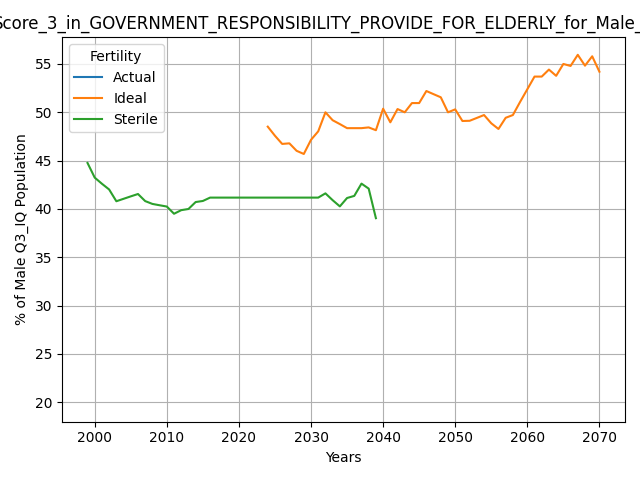 Score_3_in_GOVERNMENT_RESPONSIBILITY_PROVIDE_FOR_ELDERLY_for_Male_
Fertility
Actual
Ideal
Sterile
% of Male Q3_IQ Population
55
50
45
40
35
30
25
20
2000 2010 2020 2030 2040 2050 2060 2070
Years